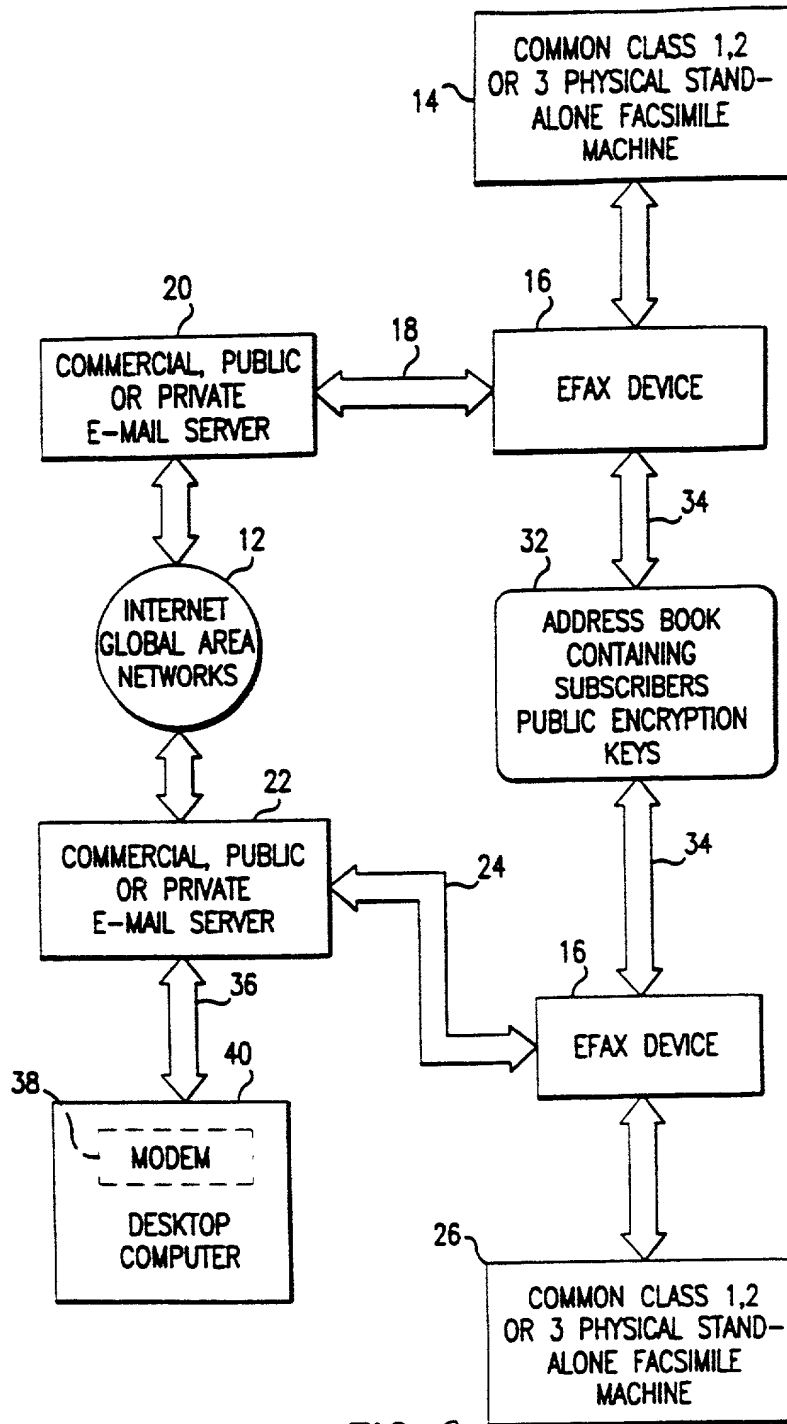 COMMON CLASS 1,2
OR 3 PHYSICAL STAND-
ALONE FACSIMILE
MACHINE
14
16
EFAX DEVICE
20
18
COMMERCIAL, PUBLIC
OR PRIVATE
E-MAIL SERVER
34
32
12
INTERNET
GLOBAL AREA
NETWORKS
ADDRESS BOOK
CONTAINING
SUBSCRIBERS
PUBLIC ENCRYPTION
KEYS
22
COMMERCIAL, PUBLIC
OR PRIVATE
E-MAIL SERVER
24
34
36
16
EFAX DEVICE
38
40
MODEM
DESKTOP
COMPUTER
26
COMMON CLASS 1,2
OR 3 PHYSICAL STAND-
ALONE FACSIMILE
MACHINE